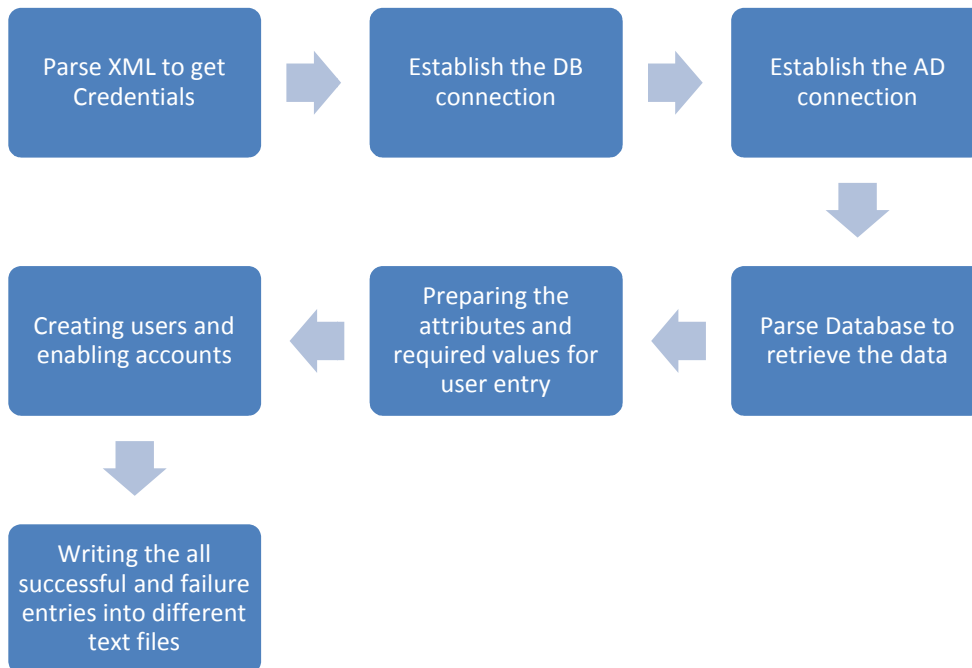 Parse XML to get
Credentials
Establish the DB
connection
Establish the AD
connection
Parse Database to
retrieve the data
Preparing the
attributes and
required values for
user entry
Creating users and
enabling accounts
Writing the all
successful and failure
entries into different
text files